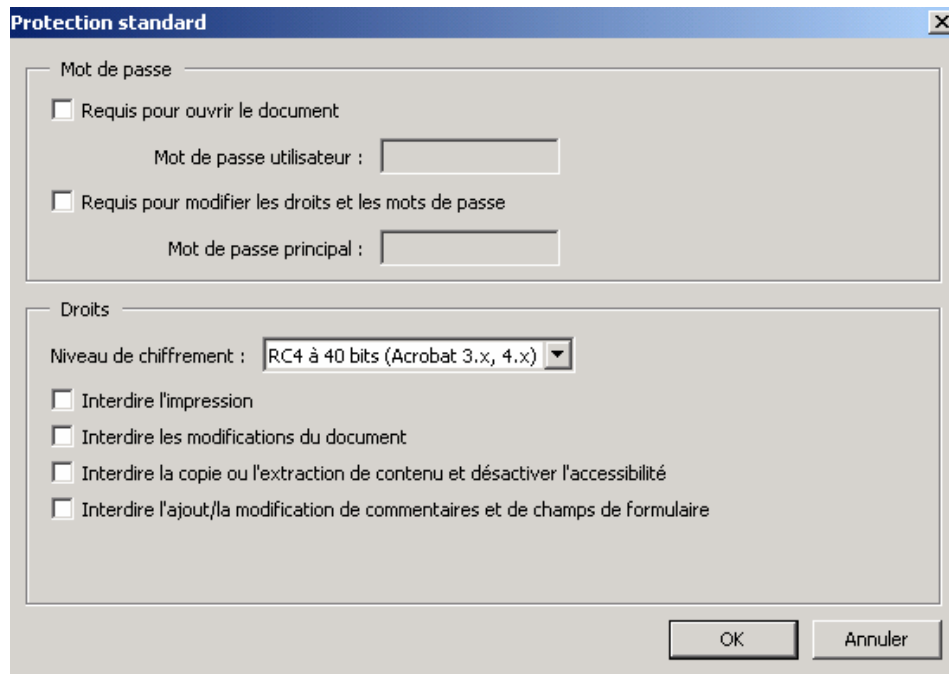 Protection standard
Mot de passe
Requis pour ouvrir le document
Mot de passe utilisateur :
Requis pour modifier les droits et les mots de passe
Mot de passe principal :
Droits
Niveau de chiffrement : RC4 à 40 bits (Acrobat 3.x, 4.x)
Interdire l'impression
Interdire les modifications du document
Interdire la copie ou l'extraction de contenu et désactiver l'accessibilité
Interdire l'ajout/la modification de commentaires et de champs de formulaire
OK Annuler